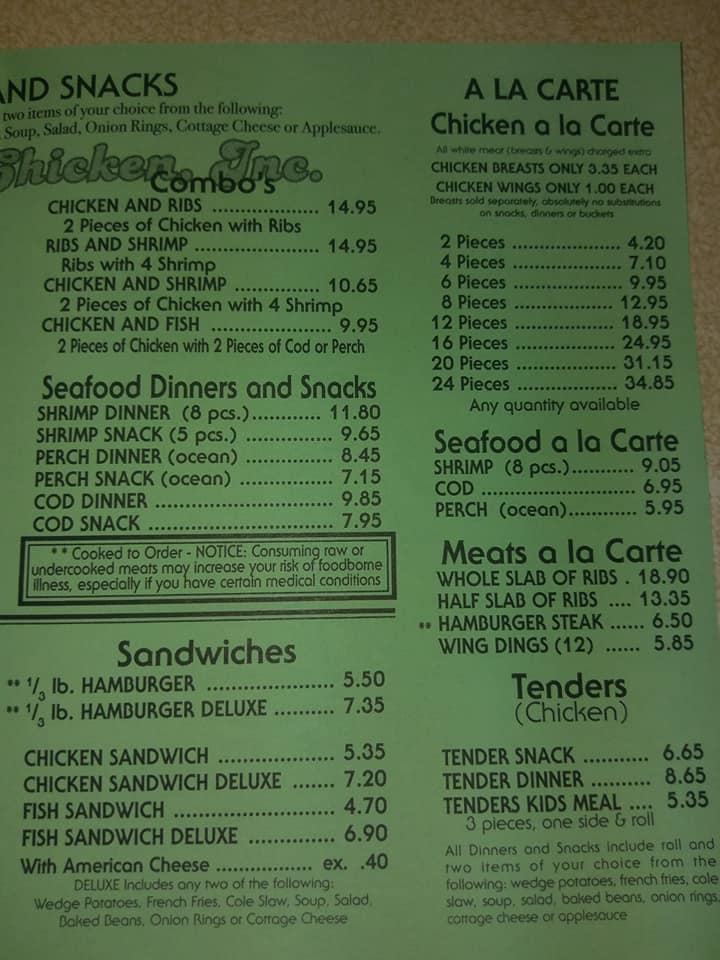 AND SNACKS
two items of your choice from the following:
Soup, Salad, Onion Rings, Cottage Cheese or Applesauce.
Chicken, Inc.
Combo's
CHICKEN AND RIBS .................. 14.95
2 Pieces of Chicken with Ribs
RIBS AND SHRIMP ..................... 14.95
Ribs with 4 Shrimp
CHICKEN AND SHRIMP ............... 10.65
2 Pieces of Chicken with 4 Shrimp
CHICKEN AND FISH .................... 9.95
2 Pieces of Chicken with 2 Pieces of Cod or Perch
Seafood Dinners and Snacks
SHRIMP DINNER (8 pcs.)............ 11.80
SHRIMP SNACK (5 pcs.) ............... 9.65
PERCH DINNER (ocean) ............... 8.45
PERCH SNACK (ocean) ................ 7.15
COD DINNER ............................. 9.85
COD SNACK ............................... 7.95
** Cooked to Order - NOTICE: Consuming raw or
undercooked meats may increase your risk of foodborne
illness, especially if you have certain medical conditions
Sandwiches
** 1/3 lb. HAMBURGER ..................... 5.50
** 1/3 lb. HAMBURGER DELUXE ........... 7.35
CHICKEN SANDWICH ................... 5.35
CHICKEN SANDWICH DELUXE ....... 7.20
FISH SANDWICH .......................... 4.70
FISH SANDWICH DELUXE .............. 6.90
With American Cheese ................ ex. .40
DELUXE Includes any two of the following:
Wedge Potatoes, French Fries, Cole Slaw, Soup, Salad,
Baked Beans, Onion Rings or Cottage Cheese
A LA CARTE
Chicken a la Carte
All white meat (breasts & wings) charged extra
CHICKEN BREASTS ONLY 3.35 EACH
CHICKEN WINGS ONLY 1.00 EACH
Breasts sold separately, absolutely no substitutions
on snacks, dinners or buckets
2 Pieces ................... 4.20
4 Pieces ................... 7.10
6 Pieces ................... 9.95
8 Pieces .................. 12.95
12 Pieces ................. 18.95
16 Pieces ................. 24.95
20 Pieces ................. 31.15
24 Pieces ................. 34.85
Any quantity available
Seafood a la Carte
SHRIMP (8 pcs.)........... 9.05
COD .......................... 6.95
PERCH (ocean)............ 5.95
Meats a la Carte
WHOLE SLAB OF RIBS . 18.90
HALF SLAB OF RIBS .... 13.35
** HAMBURGER STEAK ...... 6.50
WING DINGS (12) ...... 5.85
Tenders
(Chicken)
TENDER SNACK ........... 6.65
TENDER DINNER .......... 8.65
TENDERS KIDS MEAL .... 5.35
3 pieces, one side & roll
All Dinners and Snacks include roll and
two items of your choice from the
following: wedge potatoes, french fries, cole
slaw, soup, salad, baked beans, onion rings,
cottage cheese or applesauce